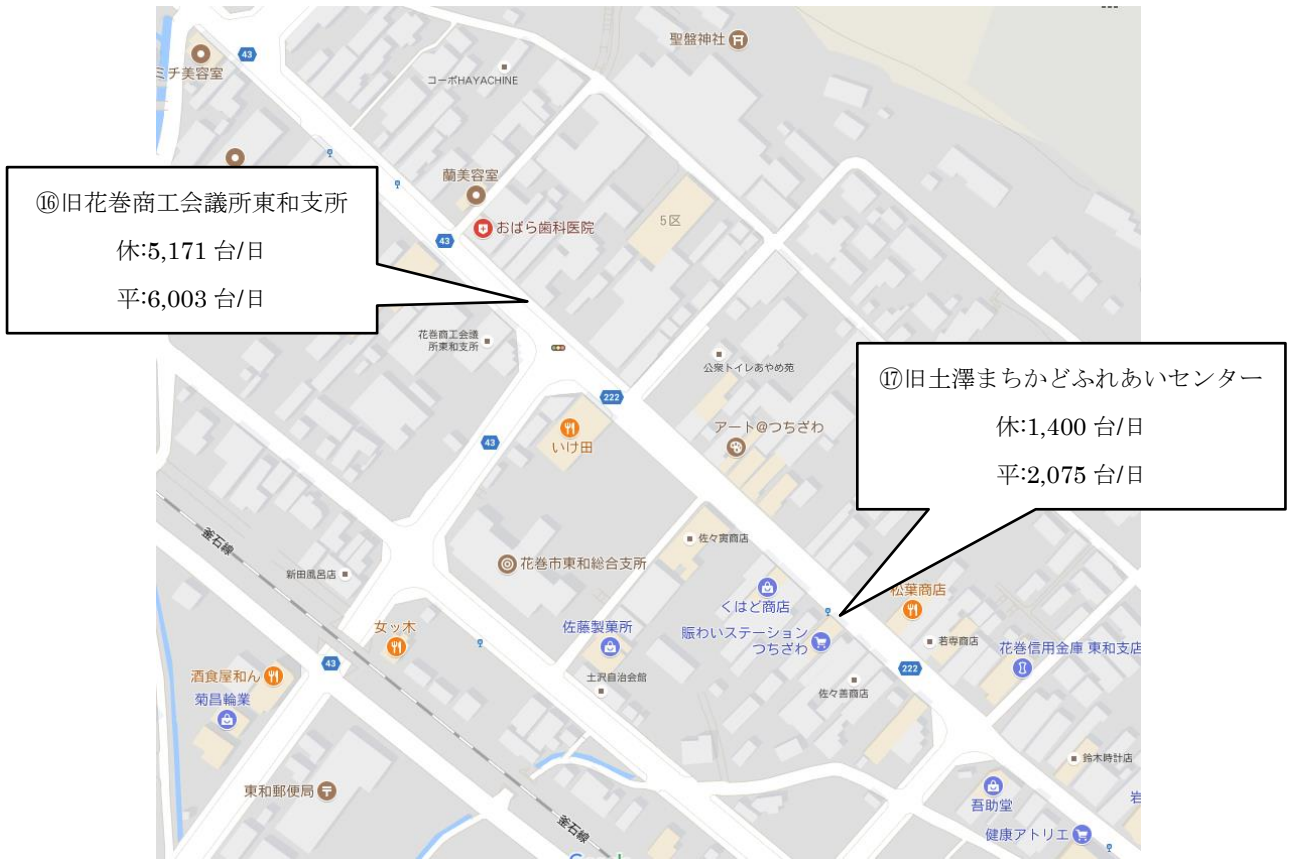 聖盤神社
43
ミチ美容室
コーポHAYACHINE
蘭美容室
⑯旧花巻商工会議所東和支所
休:5,171 台/日
平:6,003 台/日
5区
おばら歯科医院
43
花巻商工会議
所東和支所
公衆トイレあやめ苑
⑰旧土澤まちかどふれあいセンター
休:1,400 台/日
平:2,075 台/日
222
アート@つちざわ
いけ田
43
佐々寅商店
釜石線
花巻市東和総合支所
新田風呂店
くはど商店
松葉商店
女ッ木
佐藤製菓所
賑わいステーション
つちざわ
若専商店
花巻信用金庫 東和支店
43
222
酒食屋和ん
土沢自治会館
菊昌輪業
佐々善商店
鈴木時計店
東和郵便局
吾助堂
岩
釜石線
健康アトリエ